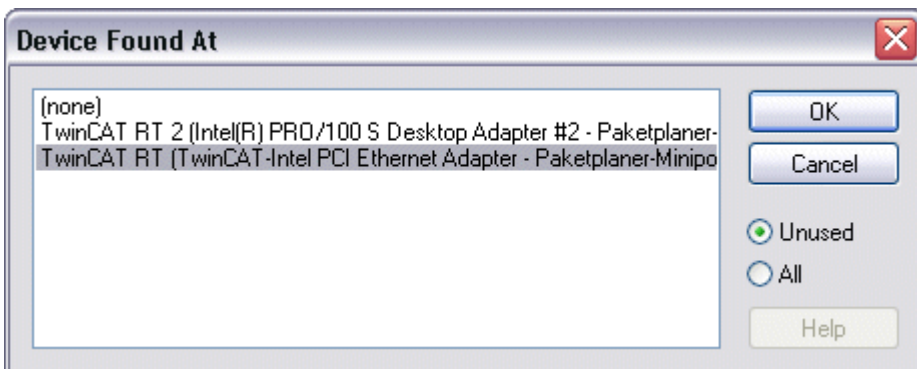 Device Found At
(none)
TwinCAT RT 2 (Intel(R) PRO/100 S Desktop Adapter #2 - Paketplaner-
TwinCAT RT (TwinCAT-Intel PCI Ethernet Adapter - Paketplaner-Minipo
OK
Cancel
Unused
All
Help